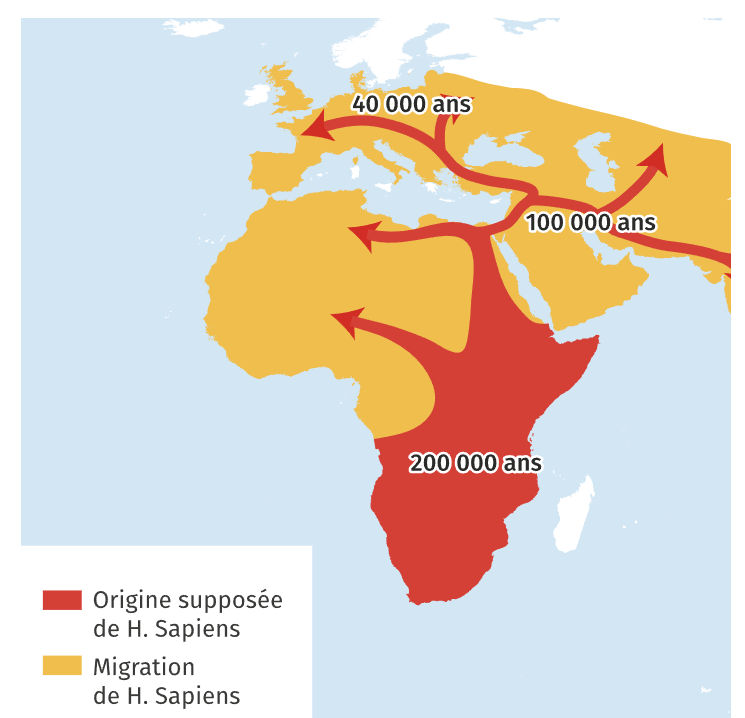 40 000 ans
100 000 ans
200 000 ans
Origine supposée
de H. Sapiens
Migration
de H. Sapiens